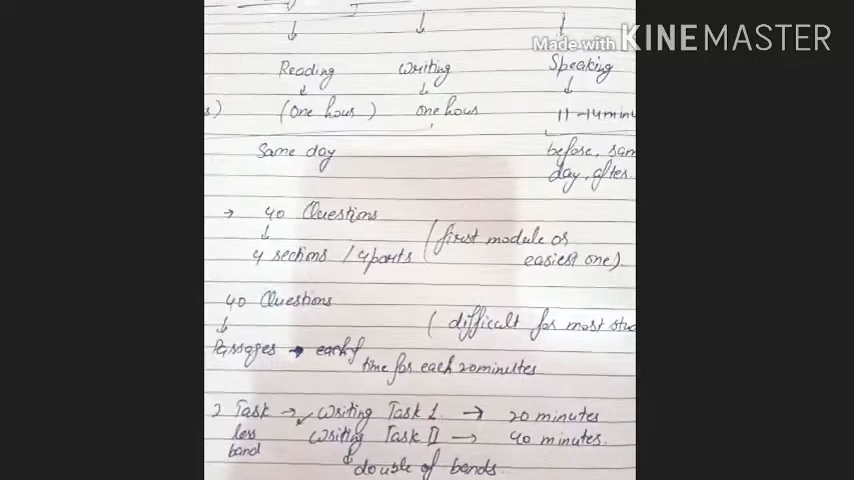 Made with KINEMASTER
Reading writing Speaking
(One hour) one hour 11-14 min
Same day before, sam
day, after.
→ 40 Questions
4 sections / 4 parts (first module or
easiest one)
40 Questions
(difficult for most stu
Passages → each
time for each 20 minutes
2 Task → Writing Task 1 → 20 minutes
less Writing Task II → 40 minutes.
band
double of bands.